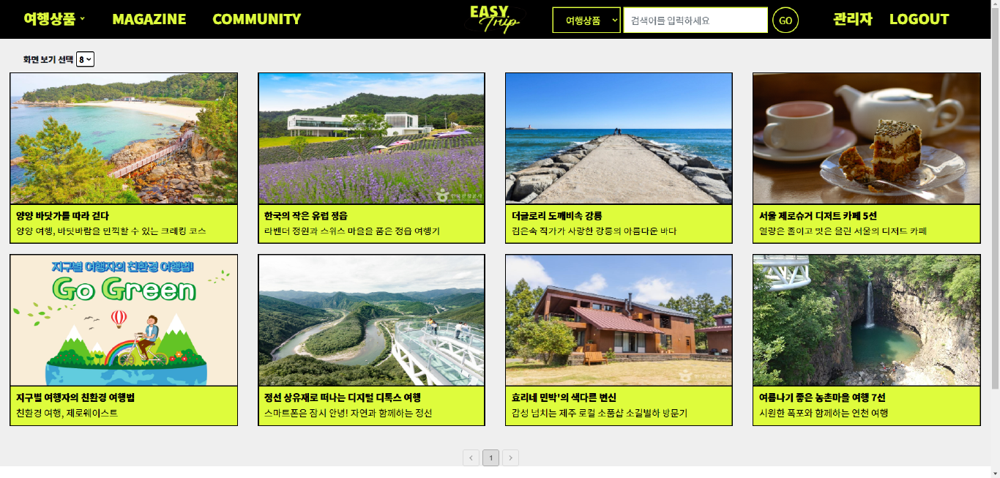 여행상품
MAGAZINE
COMMUNITY
EASY
Trip
여행상품
검색어를 입력하세요
GO
관리자
LOGOUT
화면 보기 선택 8
양양 바닷가를 따라 걷다
양양 여행, 바닷바람을 만끽할 수 있는 크레킹 코스
한국의 작은 유럽 정읍
라벤더 정원과 스위스 마을을 품은 정읍 여행기
더글로리 도깨비속 강릉
김은숙 작가가 사랑한 강릉의 아름다운 바다
서울 제로슈거 디저트 카페 5선
열량은 줄이고 맛은 올린 서울의 디저트 카페
지구별 여행자의 친환경 여행법!
Go Green
지구별 여행자의 친환경 여행법
친환경 여행, 제로웨이스트
정선 상유재로 떠나는 디지털 디톡스 여행
스마트폰은 잠시 안녕! 자연과 함께하는 정선
효리네 민박'의 색다른 변신
감성 넘치는 제주 로컬 소품샵 소길별하 방문기
여름나기 좋은 농촌마을 여행 7선
시원한 폭포와 함께하는 연천 여행
1